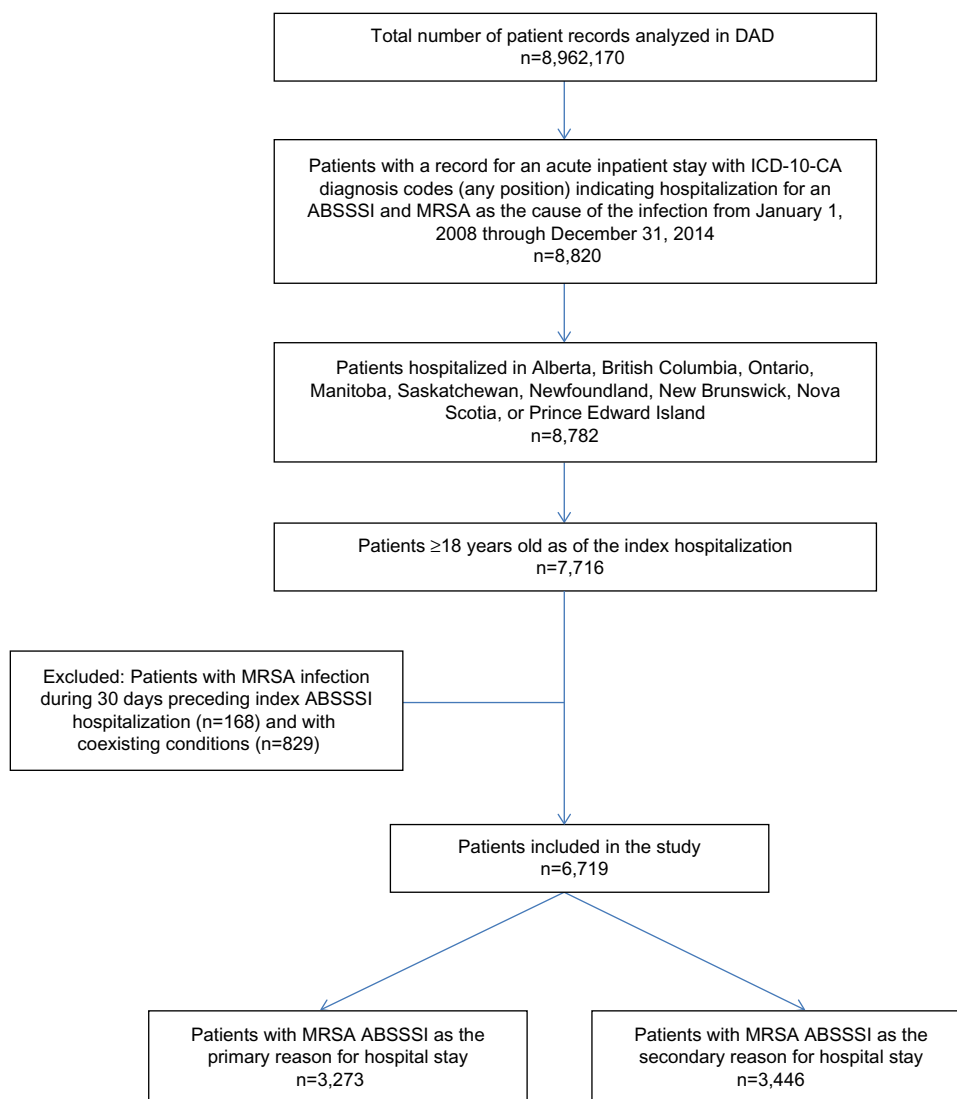 Total number of patient records analyzed in DAD
n=8,962,170
Patients with a record for an acute inpatient stay with ICD-10-CA
diagnosis codes (any position) indicating hospitalization for an
ABSSSI and MRSA as the cause of the infection from January 1,
2008 through December 31, 2014
n=8,820
Patients hospitalized in Alberta, British Columbia, Ontario,
Manitoba, Saskatchewan, Newfoundland, New Brunswick, Nova
Scotia, or Prince Edward Island
n=8,782
Patients ≥18 years old as of the index hospitalization
n=7,716
Excluded: Patients with MRSA infection
during 30 days preceding index ABSSSI
hospitalization (n=168) and with
coexisting conditions (n=829)
Patients included in the study
n=6,719
Patients with MRSA ABSSSI as the
primary reason for hospital stay
n=3,273
Patients with MRSA ABSSSI as the
secondary reason for hospital stay
n=3,446